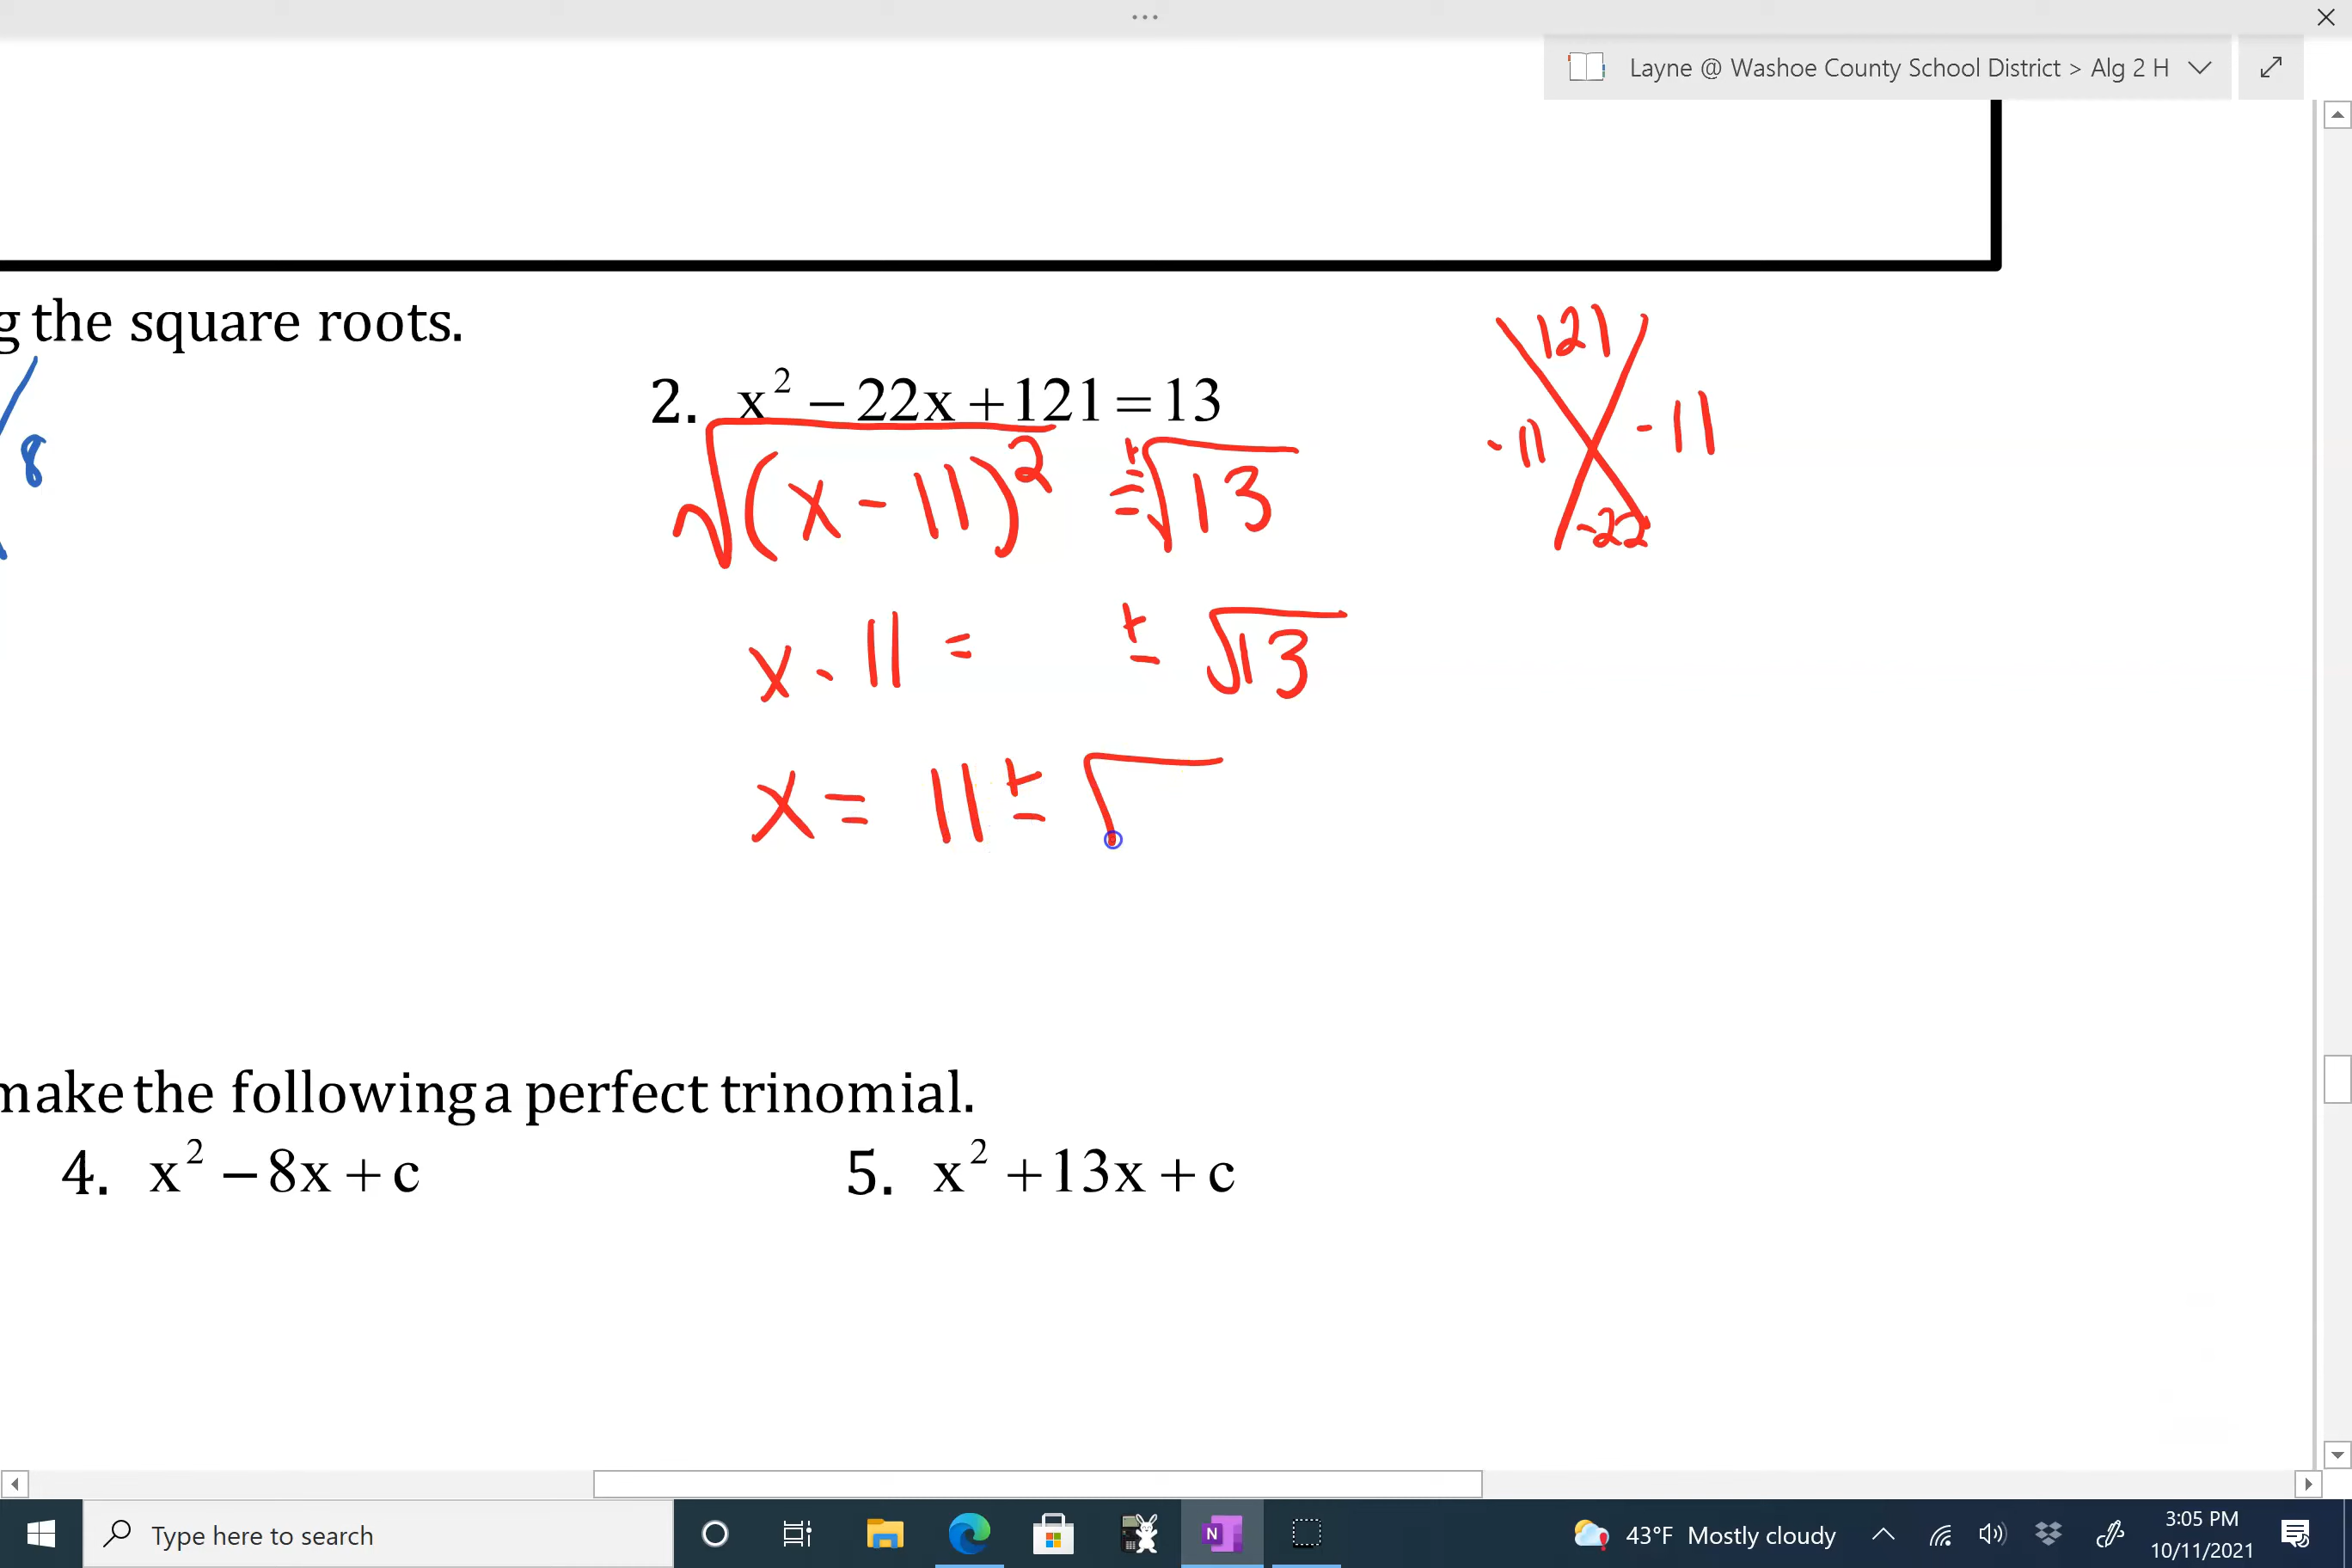 Layne @ Washoe County School District > Alg 2 H
g the square roots.
8
2. x² − 22x + 121 = 13
√(x - 11)² = ±√13
x - 11 = ± √13
x = 11 ± √
121
-11 -11
-22
make the following a perfect trinomial.
4. x² − 8x + c
5. x² + 13x + c
Type here to search
N
43°F Mostly cloudy
3:05 PM
10/11/2021